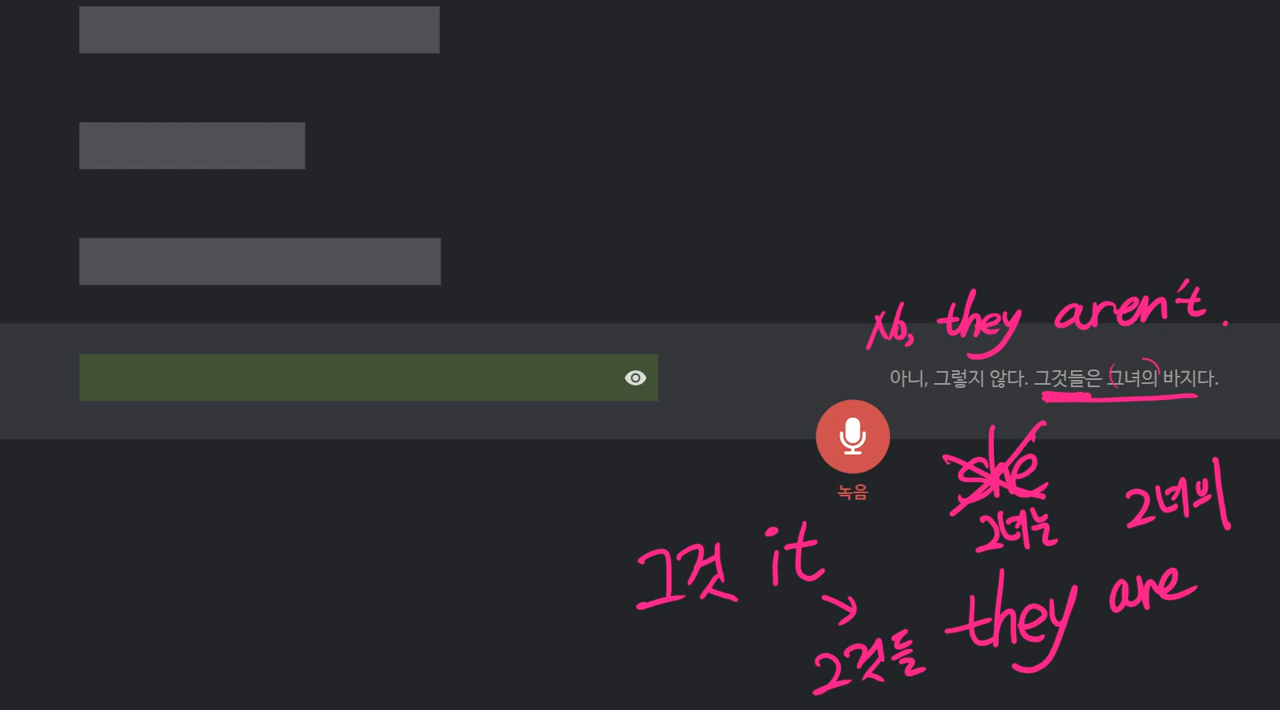 No, they aren't.
아니, 그렇지 않다. 그것들은 그녀의 바지다.
녹음
she
그녀는
그녀의
그것 it
→
그것들 they are